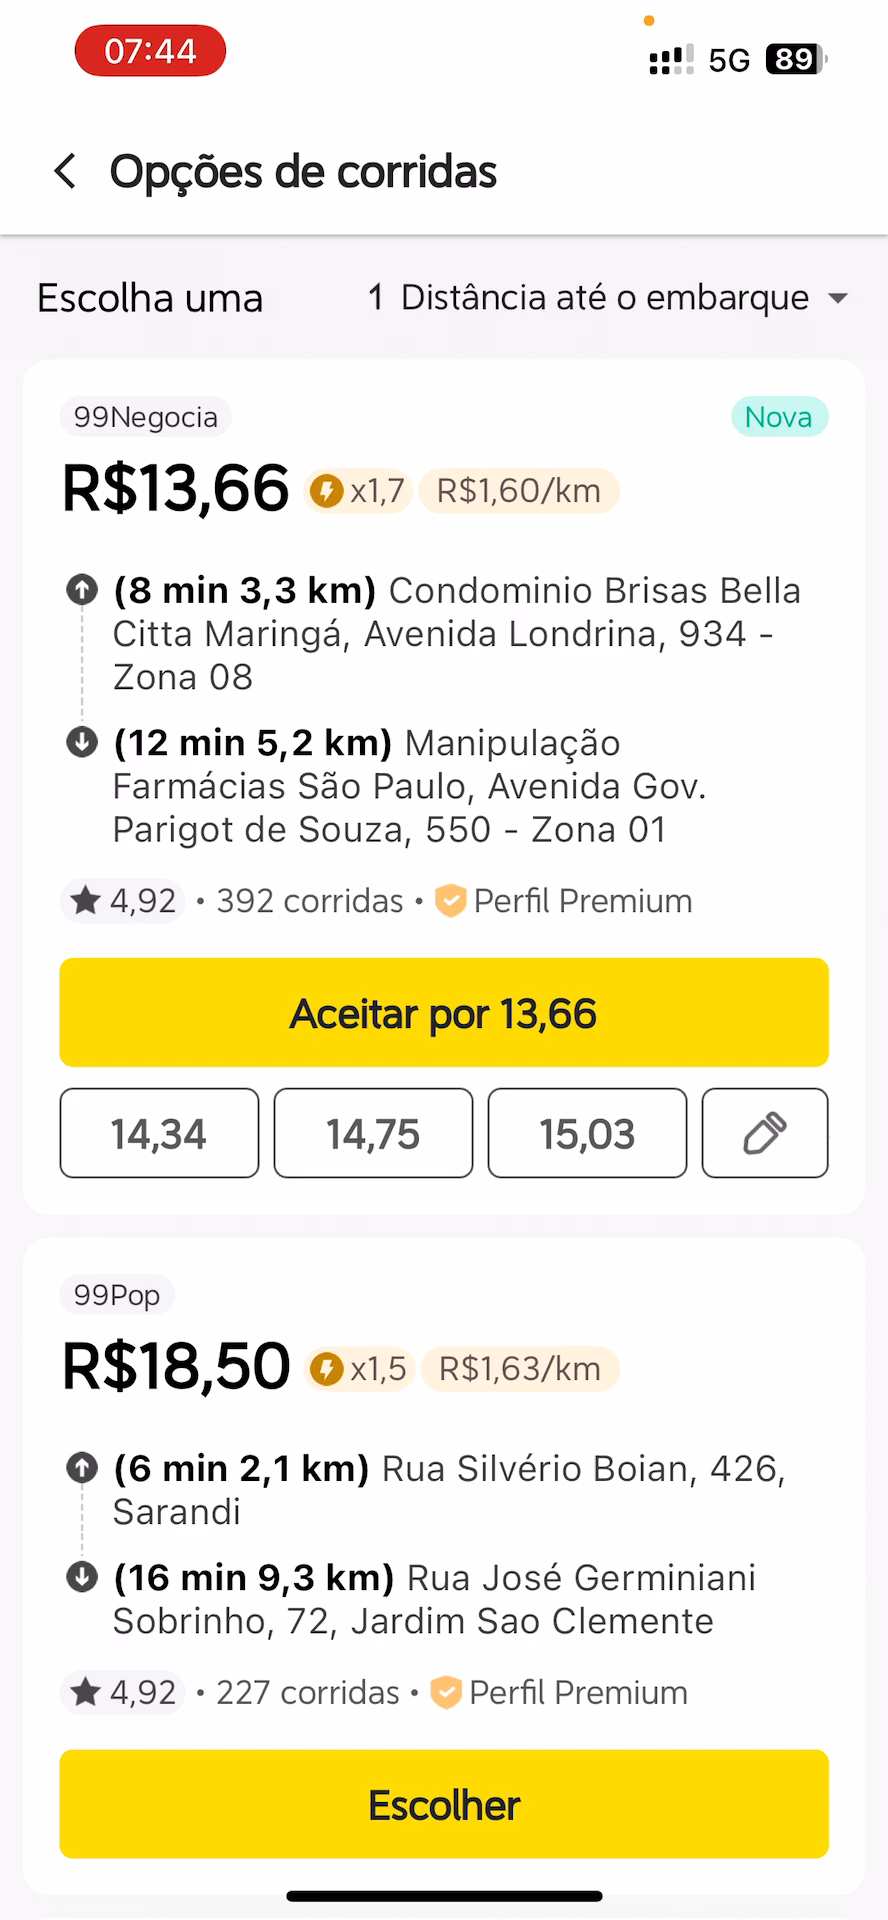 07:44
5G 89
Opções de corridas
Escolha uma
1 Distância até o embarque
99Negocia
Nova
R$13,66 x1,7 R$1,60/km
(8 min 3,3 km) Condominio Brisas Bella
Citta Maringá, Avenida Londrina, 934 -
Zona 08
(12 min 5,2 km) Manipulação
Farmácias São Paulo, Avenida Gov.
Parigot de Souza, 550 - Zona 01
4,92 • 392 corridas • Perfil Premium
Aceitar por 13,66
14,34 14,75 15,03
99Pop
R$18,50 x1,5 R$1,63/km
(6 min 2,1 km) Rua Silvério Boian, 426,
Sarandi
(16 min 9,3 km) Rua José Germiniani
Sobrinho, 72, Jardim Sao Clemente
4,92 • 227 corridas • Perfil Premium
Escolher